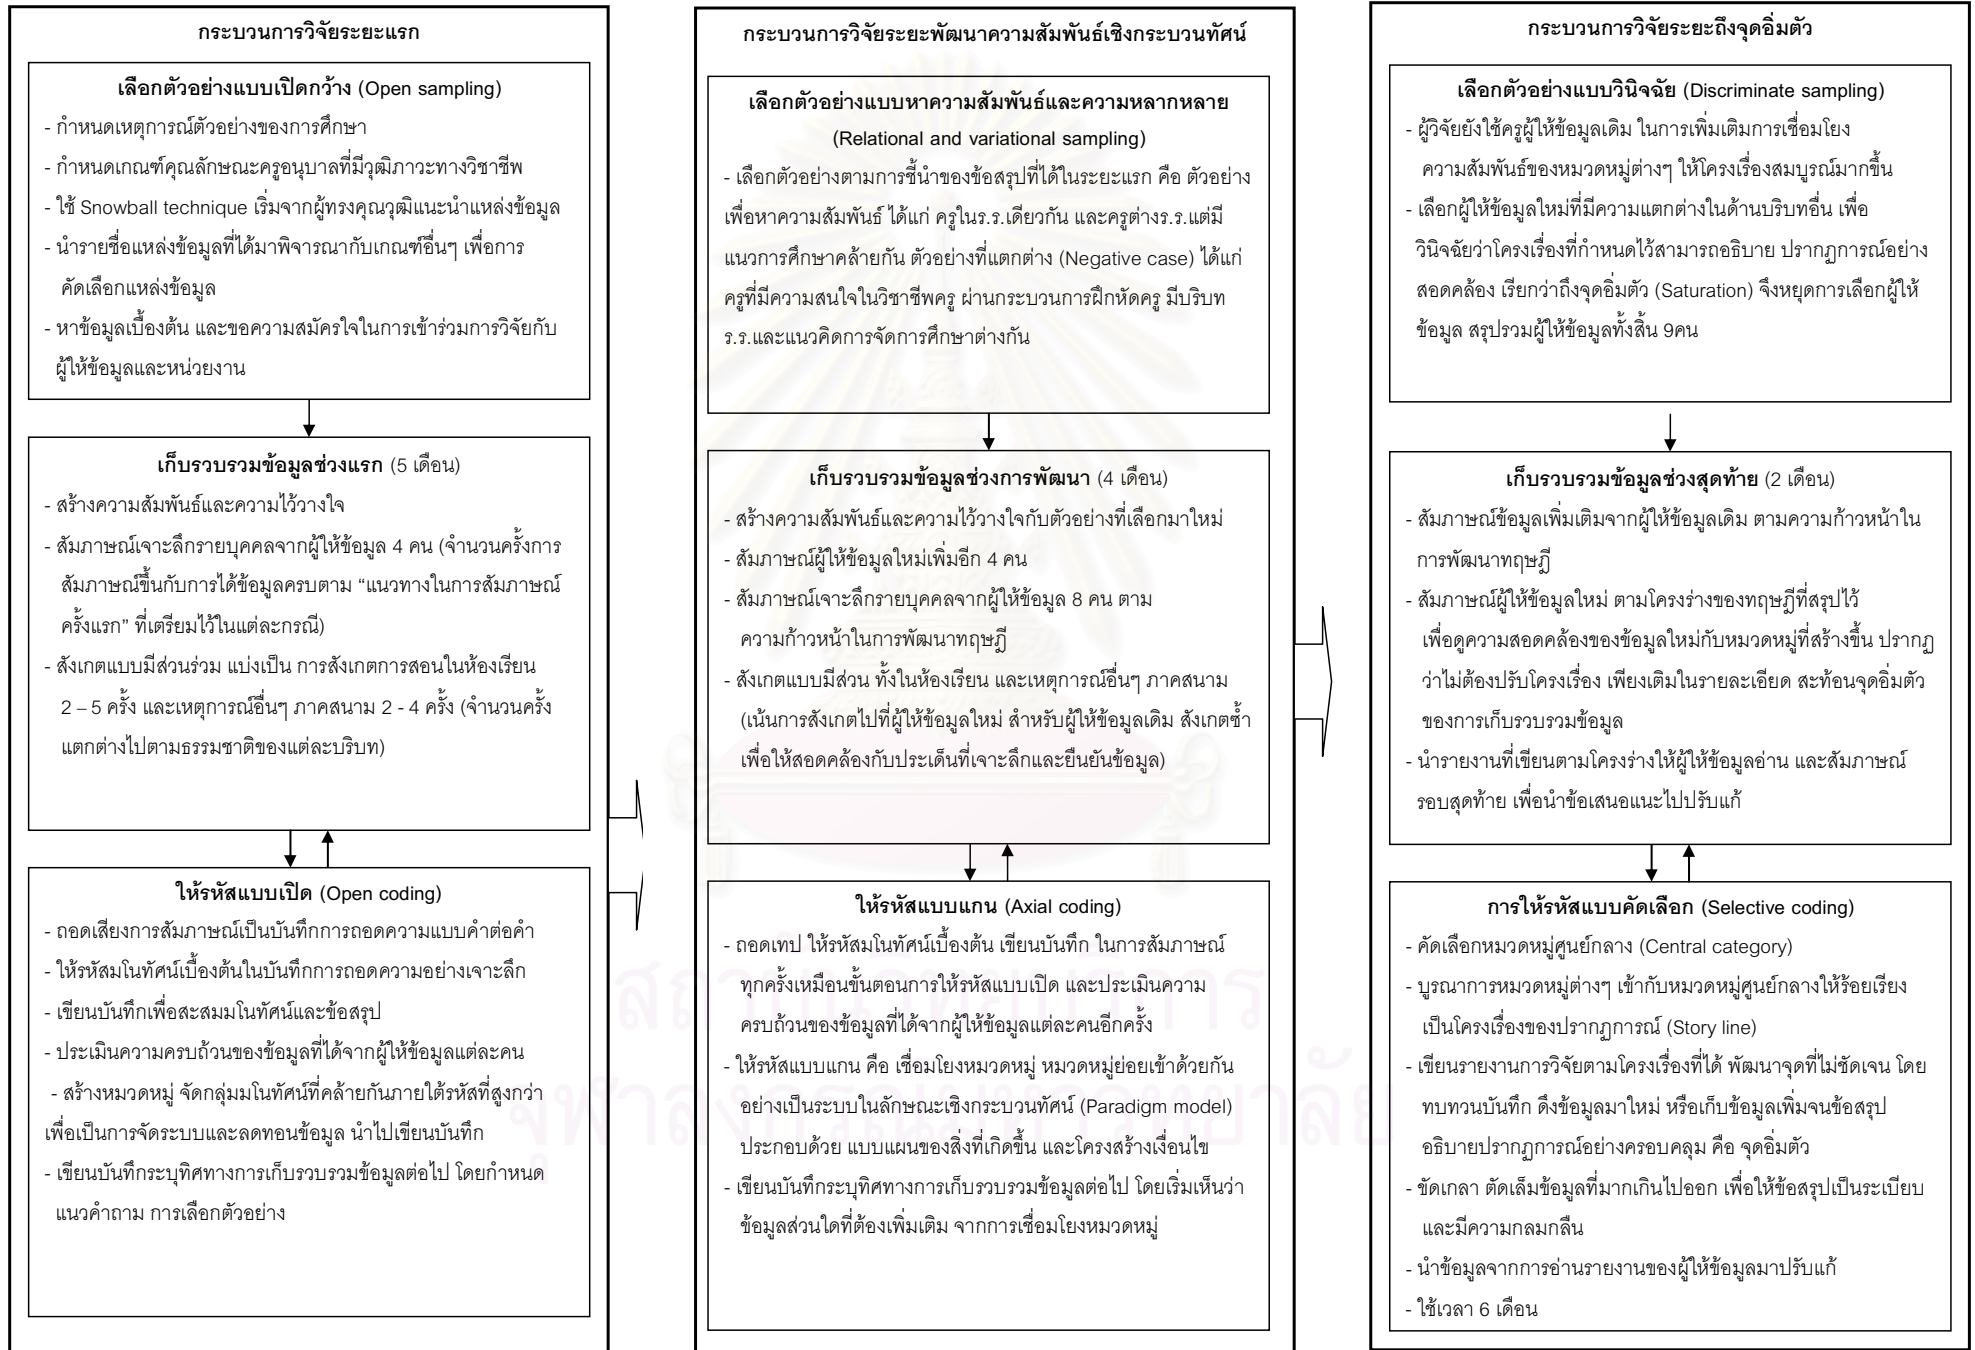 กระบวนการวิจัยระยะแรก
เลือกตัวอย่างแบบเปิดกว้าง (Open sampling)
- กำหนดเหตุการณ์ตัวอย่างของการศึกษา
- กำหนดเกณฑ์คุณลักษณะครูอนุบาลที่มีวุฒิภาวะทางวิชาชีพ
- ใช้ Snowball technique เริ่มจากผู้ทรงคุณวุฒิแนะนำแหล่งข้อมูล
- นำรายชื่อแหล่งข้อมูลที่ได้มาพิจารณากับเกณฑ์อื่นๆ เพื่อการ
คัดเลือกแหล่งข้อมูล
- หาข้อมูลเบื้องต้น และขอความสมัครใจในการเข้าร่วมการวิจัยกับ
ผู้ให้ข้อมูลและหน่วยงาน
เก็บรวบรวมข้อมูลช่วงแรก (5 เดือน)
- สร้างความสัมพันธ์และความไว้วางใจ
- สัมภาษณ์เจาะลึกรายบุคคลจากผู้ให้ข้อมูล 4 คน (จำนวนครั้งการ
สัมภาษณ์ขึ้นกับการได้ข้อมูลครบตาม “แนวทางในการสัมภาษณ์
ครั้งแรก” ที่เตรียมไว้ในแต่ละกรณี)
- สังเกตแบบมีส่วนร่วม แบ่งเป็น การสังเกตการสอนในห้องเรียน
2 – 5 ครั้ง และเหตุการณ์อื่นๆ ภาคสนาม 2 - 4 ครั้ง (จำนวนครั้ง
แตกต่างไปตามธรรมชาติของแต่ละบริบท)
ให้รหัสแบบเปิด (Open coding)
- ถอดเสียงการสัมภาษณ์เป็นบันทึกการถอดความแบบคำต่อคำ
- ให้รหัสมโนทัศน์เบื้องต้นในบันทึกการถอดความอย่างเจาะลึก
- เขียนบันทึกเพื่อสะสมมโนทัศน์และข้อสรุป
- ประเมินความครบถ้วนของข้อมูลที่ได้จากผู้ให้ข้อมูลแต่ละคน
- สร้างหมวดหมู่ จัดกลุ่มมโนทัศน์ที่คล้ายกันภายใต้รหัสที่สูงกว่า
เพื่อเป็นการจัดระบบและลดทอนข้อมูล นำไปเขียนบันทึก
- เขียนบันทึกระบุทิศทางการเก็บรวบรวมข้อมูลต่อไป โดยกำหนด
แนวคำถาม การเลือกตัวอย่าง
กระบวนการวิจัยระยะพัฒนาความสัมพันธ์เชิงกระบวนทัศน์
เลือกตัวอย่างแบบหาความสัมพันธ์และความหลากหลาย
(Relational and variational sampling)
- เลือกตัวอย่างตามการชี้นำของข้อสรุปที่ได้ในระยะแรก คือ ตัวอย่าง
เพื่อหาความสัมพันธ์ ได้แก่ ครูในร.ร.เดียวกัน และครูต่างร.ร.แต่มี
แนวการศึกษาคล้ายกัน ตัวอย่างที่แตกต่าง (Negative case) ได้แก่
ครูที่มีความสนใจในวิชาชีพครู ผ่านกระบวนการฝึกหัดครู มีบริบท
ร.ร.และแนวคิดการจัดการศึกษาต่างกัน
เก็บรวบรวมข้อมูลช่วงการพัฒนา (4 เดือน)
- สร้างความสัมพันธ์และความไว้วางใจกับตัวอย่างที่เลือกมาใหม่
- สัมภาษณ์ผู้ให้ข้อมูลใหม่เพิ่มอีก 4 คน
- สัมภาษณ์เจาะลึกรายบุคคลจากผู้ให้ข้อมูล 8 คน ตาม
ความก้าวหน้าในการพัฒนาทฤษฎี
- สังเกตแบบมีส่วน ทั้งในห้องเรียน และเหตุการณ์อื่นๆ ภาคสนาม
(เน้นการสังเกตไปที่ผู้ให้ข้อมูลใหม่ สำหรับผู้ให้ข้อมูลเดิม สังเกตซ้ำ
เพื่อให้สอดคล้องกับประเด็นที่เจาะลึกและยืนยันข้อมูล)
ให้รหัสแบบแกน (Axial coding)
- ถอดเทป ให้รหัสมโนทัศน์เบื้องต้น เขียนบันทึก ในการสัมภาษณ์
ทุกครั้งเหมือนขั้นตอนการให้รหัสแบบเปิด และประเมินความ
ครบถ้วนของข้อมูลที่ได้จากผู้ให้ข้อมูลแต่ละคนอีกครั้ง
- ให้รหัสแบบแกน คือ เชื่อมโยงหมวดหมู่ หมวดหมู่ย่อยเข้าด้วยกัน
อย่างเป็นระบบในลักษณะเชิงกระบวนทัศน์ (Paradigm model)
ประกอบด้วย แบบแผนของสิ่งที่เกิดขึ้น และโครงสร้างเงื่อนไข
- เขียนบันทึกระบุทิศทางการเก็บรวบรวมข้อมูลต่อไป โดยเริ่มเห็นว่า
ข้อมูลส่วนใดที่ต้องเพิ่มเติม จากการเชื่อมโยงหมวดหมู่
กระบวนการวิจัยระยะถึงจุดอิ่มตัว
เลือกตัวอย่างแบบวินิจฉัย (Discriminate sampling)
- ผู้วิจัยยังใช้ครูผู้ให้ข้อมูลเดิม ในการเพิ่มเติมการเชื่อมโยง
ความสัมพันธ์ของหมวดหมู่ต่างๆ ให้โครงเรื่องสมบูรณ์มากขึ้น
- เลือกผู้ให้ข้อมูลใหม่ที่มีความแตกต่างในด้านบริบทอื่น เพื่อ
วินิจฉัยว่าโครงเรื่องที่กำหนดไว้สามารถอธิบาย ปรากฏการณ์อย่าง
สอดคล้อง เรียกว่าถึงจุดอิ่มตัว (Saturation) จึงหยุดการเลือกผู้ให้
ข้อมูล สรุปรวมผู้ให้ข้อมูลทั้งสิ้น 9คน
เก็บรวบรวมข้อมูลช่วงสุดท้าย (2 เดือน)
- สัมภาษณ์ข้อมูลเพิ่มเติมจากผู้ให้ข้อมูลเดิม ตามความก้าวหน้าใน
การพัฒนาทฤษฎี
- สัมภาษณ์ผู้ให้ข้อมูลใหม่ ตามโครงร่างของทฤษฎีที่สรุปไว้
เพื่อดูความสอดคล้องของข้อมูลใหม่กับหมวดหมู่ที่สร้างขึ้น ปรากฏ
ว่าไม่ต้องปรับโครงเรื่อง เพียงเติมในรายละเอียด สะท้อนจุดอิ่มตัว
ของการเก็บรวบรวมข้อมูล
- นำรายงานที่เขียนตามโครงร่างให้ผู้ให้ข้อมูลอ่าน และสัมภาษณ์
รอบสุดท้าย เพื่อนำข้อเสนอแนะไปปรับแก้
การให้รหัสแบบคัดเลือก (Selective coding)
- คัดเลือกหมวดหมู่ศูนย์กลาง (Central category)
- บูรณาการหมวดหมู่ต่างๆ เข้ากับหมวดหมู่ศูนย์กลางให้ร้อยเรียง
เป็นโครงเรื่องของปรากฏการณ์ (Story line)
- เขียนรายงานการวิจัยตามโครงเรื่องที่ได้ พัฒนาจุดที่ไม่ชัดเจน โดย
ทบทวนบันทึก ดึงข้อมูลมาใหม่ หรือเก็บข้อมูลเพิ่มจนข้อสรุป
อธิบายปรากฏการณ์อย่างครอบคลุม คือ จุดอิ่มตัว
- ขัดเกลา ตัดเล็มข้อมูลที่มากเกินไปออก เพื่อให้ข้อสรุปเป็นระเบียบ
และมีความกลมกลืน
- นำข้อมูลจากการอ่านรายงานของผู้ให้ข้อมูลมาปรับแก้
- ใช้เวลา 6 เดือน
สถาบันวิทยบริการ
จุฬาลงกรณ์มหาวิทยาลัย